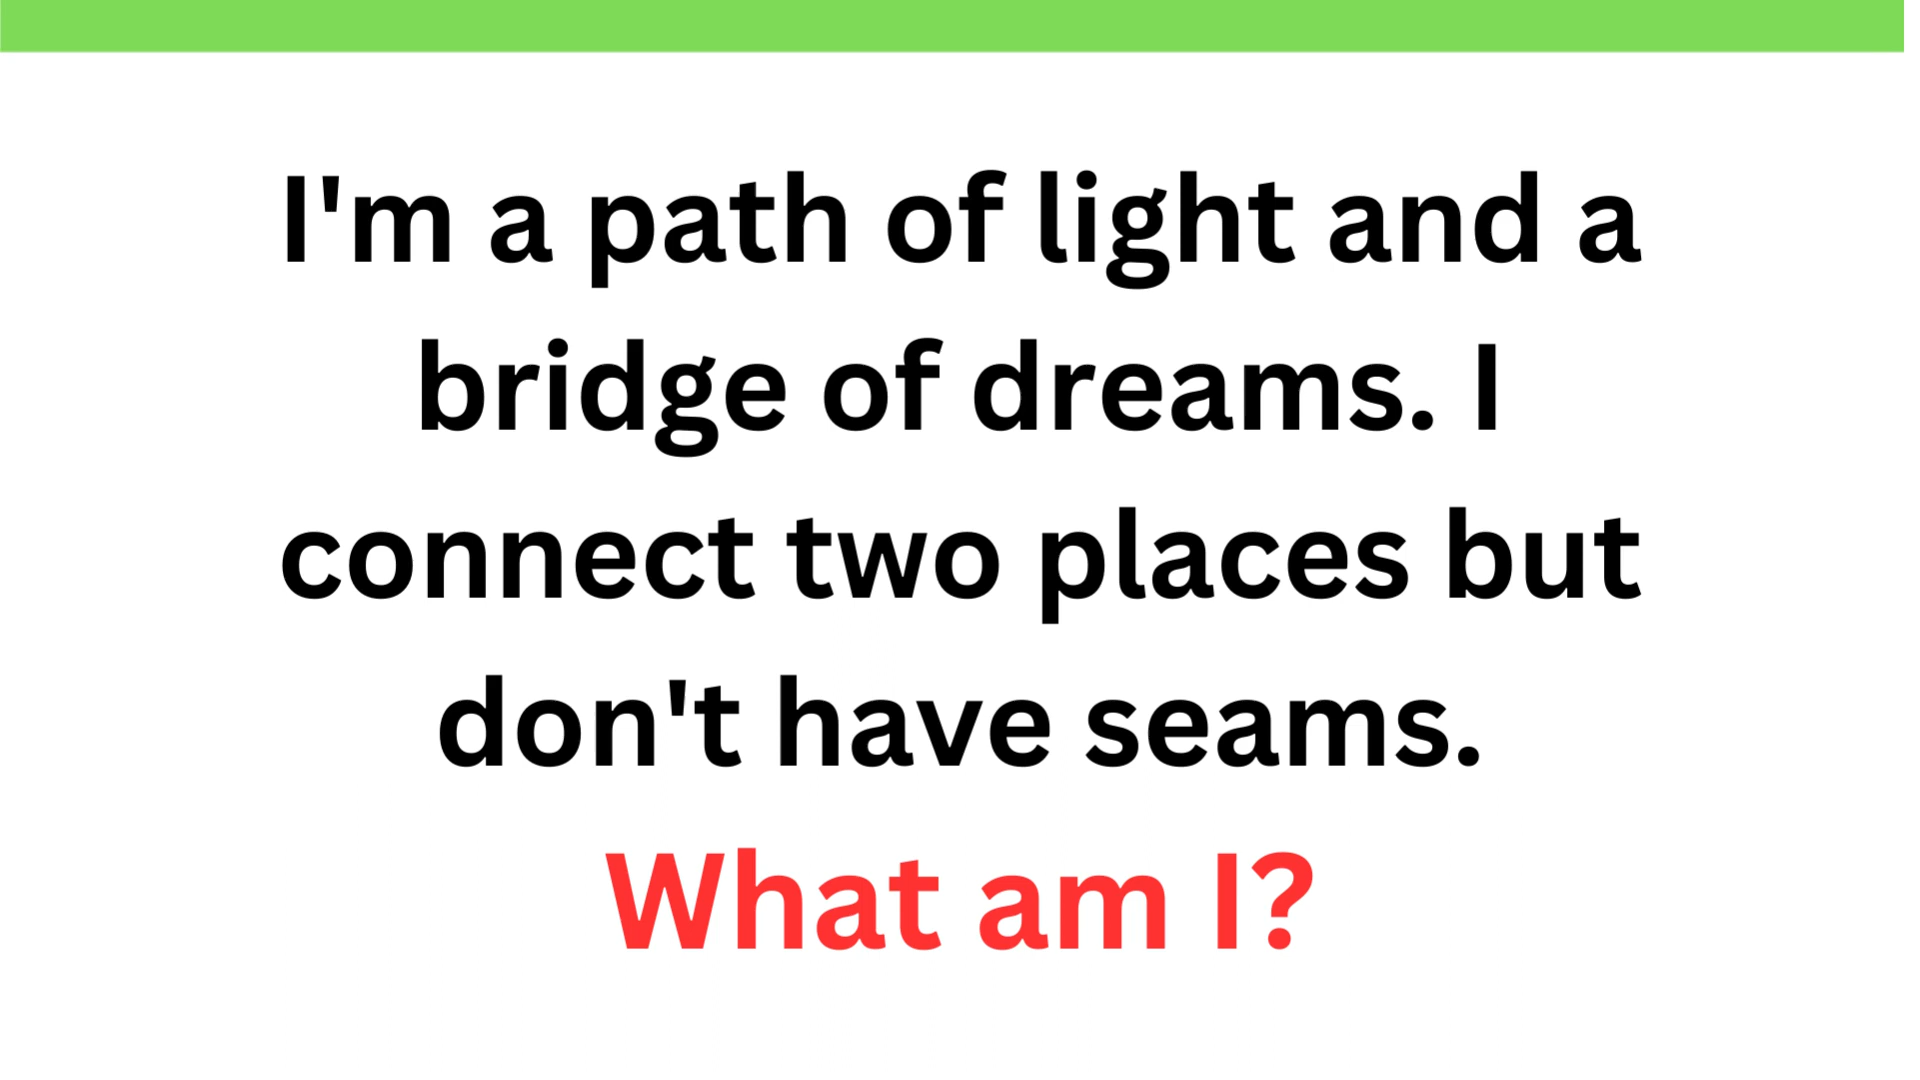 I'm a path of light and a
bridge of dreams. I
connect two places but
don't have seams.
What am I?